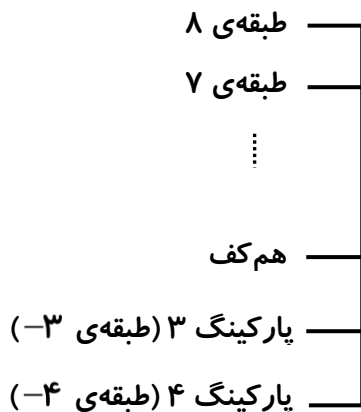 طبقه‌ی ۸
طبقه‌ی ۷
هم‌کف
پارکینگ ۳ (طبقه‌ی ۳−)
پارکینگ ۴ (طبقه‌ی ۴−)